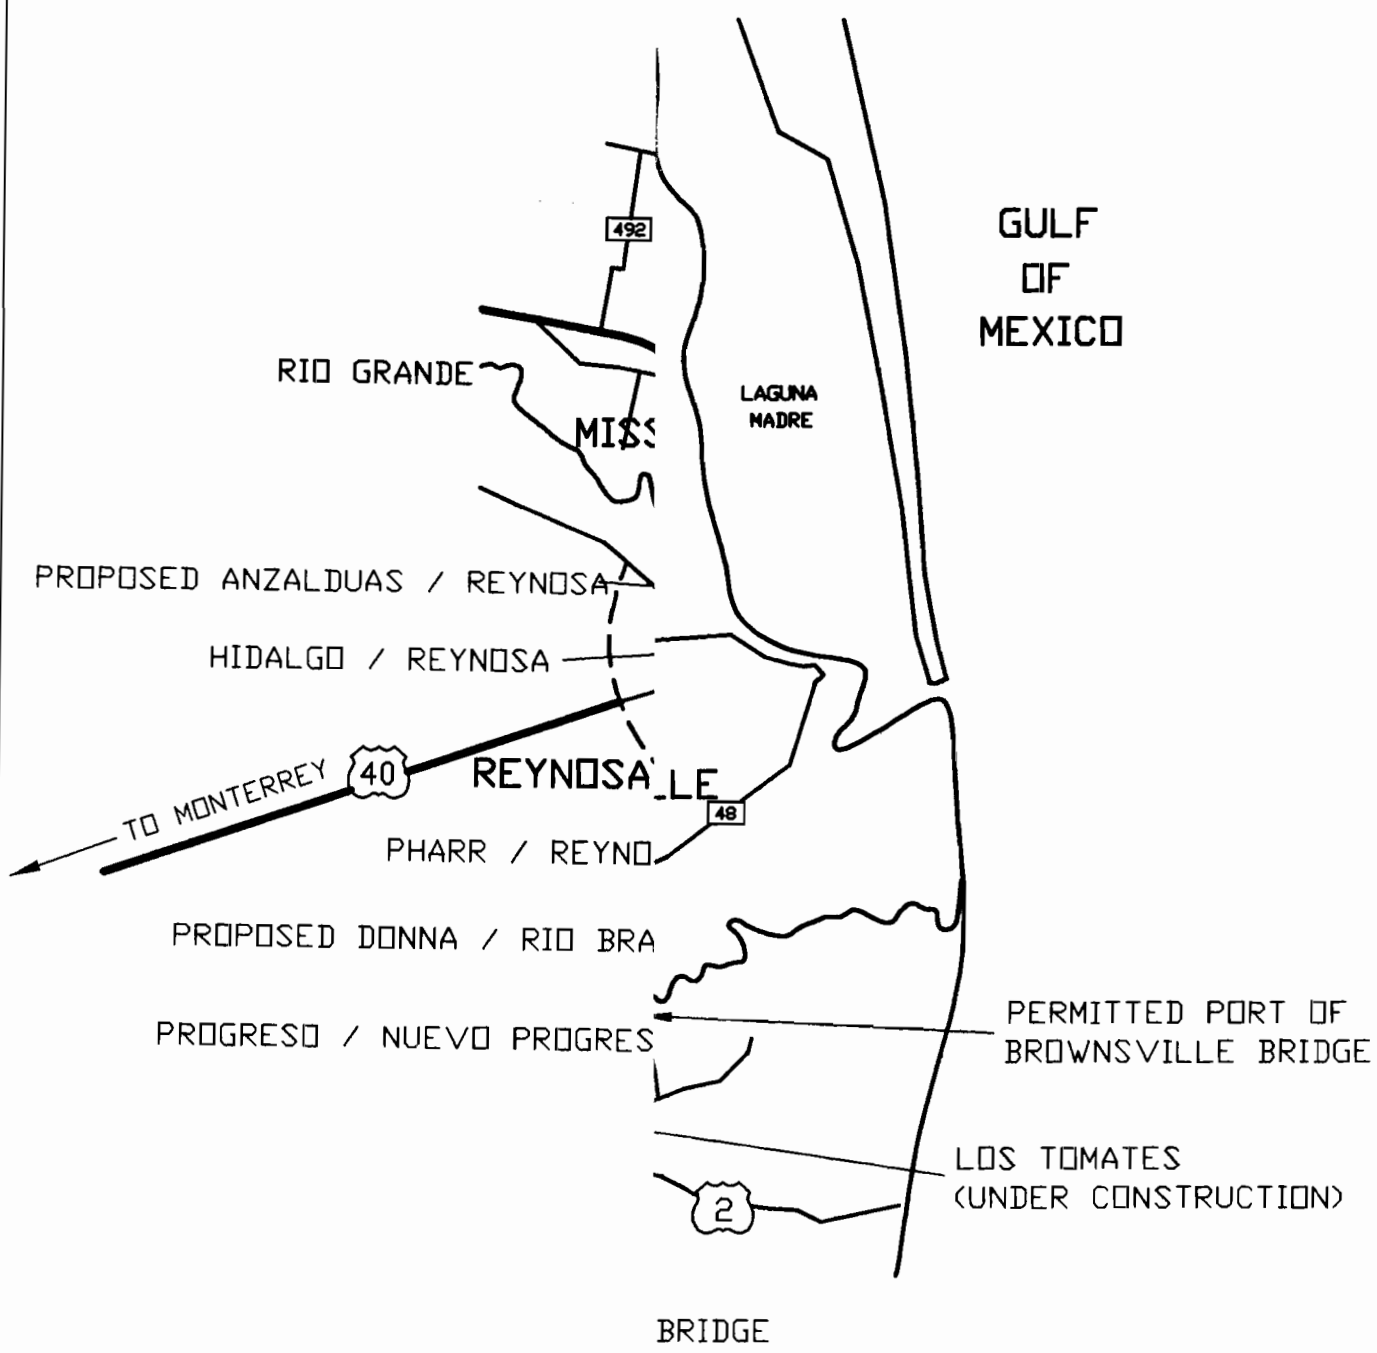 GULF
OF
MEXICO
492
RIO GRANDE
LAGUNA
MADRE
MISS
PROPOSED ANZALDUAS / REYNOSA
HIDALGO / REYNOSA
TO MONTERREY
40
REYNOSA
LLE
48
PHARR / REYNO
PROPOSED DONNA / RIO BRA
PROGRESO / NUEVO PROGRES
PERMITTED PORT OF
BROWNSVILLE BRIDGE
LOS TOMATES
(UNDER CONSTRUCTION)
2
BRIDGE